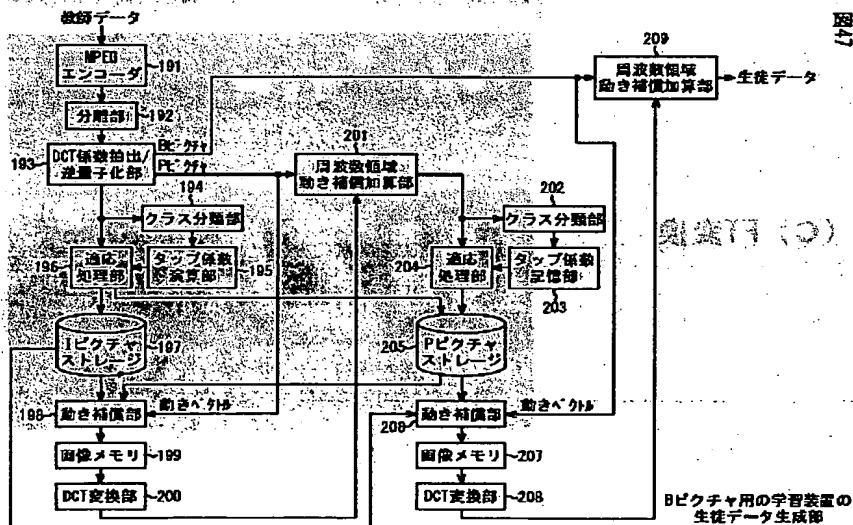 図47
教師データ
MPEG
エンコーダ
191
分離部
192
193
DCT係数抽出/
逆量子化部
Bピクチャ
Pピクチャ
194
クラス分類部
196
適応
処理部
タップ係数
演算部
195
Iピクチャ
ストレージ
197
198
動き補償部
動きベクトル
画像メモリ
199
DCT変換部
200
201
周波数領域
動き補償加算部
202
クラス分類部
204
適応
処理部
タップ係数
記憶部
203
205
Pピクチャ
ストレージ
206
動き補償部
動きベクトル
画像メモリ
207
DCT変換部
208
209
周波数領域
動き補償加算部
生徒データ
Bピクチャ用の学習装置の
生徒データ生成部